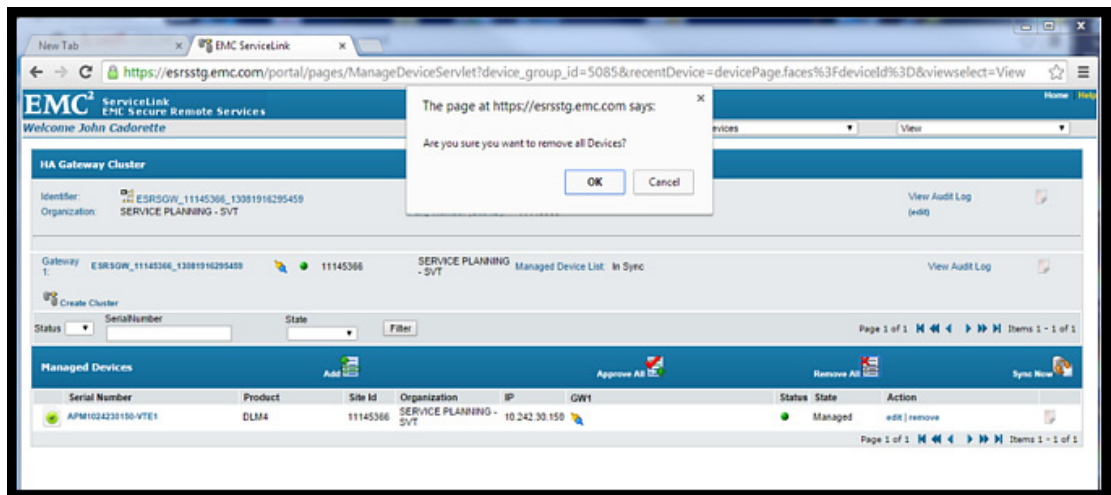 New Tab
EMC ServiceLink
https://esrsstg.emc.com/portal/pages/ManageDeviceServlet?device_group_id=5085&recentDevice=devicePage.faces%3FdeviceId%3D&viewselect=View
EMC² ServiceLink
EMC Secure Remote Services
Home Help
Welcome John Cadorette
evices View
The page at https://esrsstg.emc.com says:
Are you sure you want to remove all Devices?
OK Cancel
HA Gateway Cluster
Identifier: ESRSGW_11145366_13081916295459 View Audit Log
Organization: SERVICE PLANNING - SVT (edit)
Gateway 1: ESRSGW_11145366_13081916295459 11145366 SERVICE PLANNING - SVT Managed Device List: In Sync View Audit Log
Create Cluster
Status SerialNumber State Filter Page 1 of 1 Items 1 - 1 of 1
Managed Devices Add Approve All Remove All Sync Now
Serial Number Product Site Id Organization IP GW1 Status State Action
APM1024230150-VTE1 DLM4 11145366 SERVICE PLANNING - SVT 10.242.30.150 Managed edit | remove
Page 1 of 1 Items 1 - 1 of 1